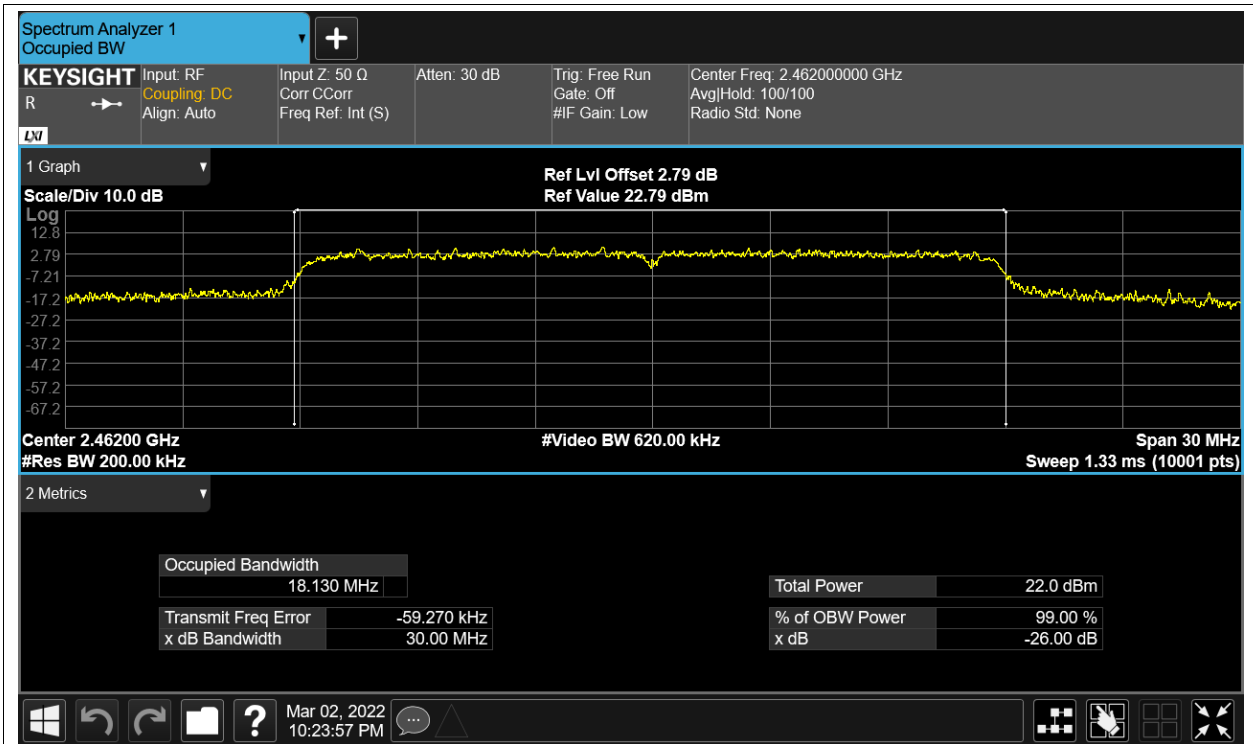 Spectrum Analyzer 1
Occupied BW
KEYSIGHT
R
LXI
Input: RF
Coupling: DC
Align: Auto
Input Z: 50 Ω
Corr CCorr
Freq Ref: Int (S)
Atten: 30 dB
Trig: Free Run
Gate: Off
#IF Gain: Low
Center Freq: 2.462000000 GHz
Avg|Hold: 100/100
Radio Std: None
1 Graph
Scale/Div 10.0 dB
Ref Lvl Offset 2.79 dB
Ref Value 22.79 dBm
Log
12.8
2.79
-7.21
-17.2
-27.2
-37.2
-47.2
-57.2
-67.2
Center 2.46200 GHz
#Res BW 200.00 kHz
#Video BW 620.00 kHz
Span 30 MHz
Sweep 1.33 ms (10001 pts)
2 Metrics
Occupied Bandwidth
18.130 MHz
Transmit Freq Error -59.270 kHz
x dB Bandwidth 30.00 MHz
Total Power 22.0 dBm
% of OBW Power 99.00 %
x dB -26.00 dB
?
Mar 02, 2022
10:23:57 PM